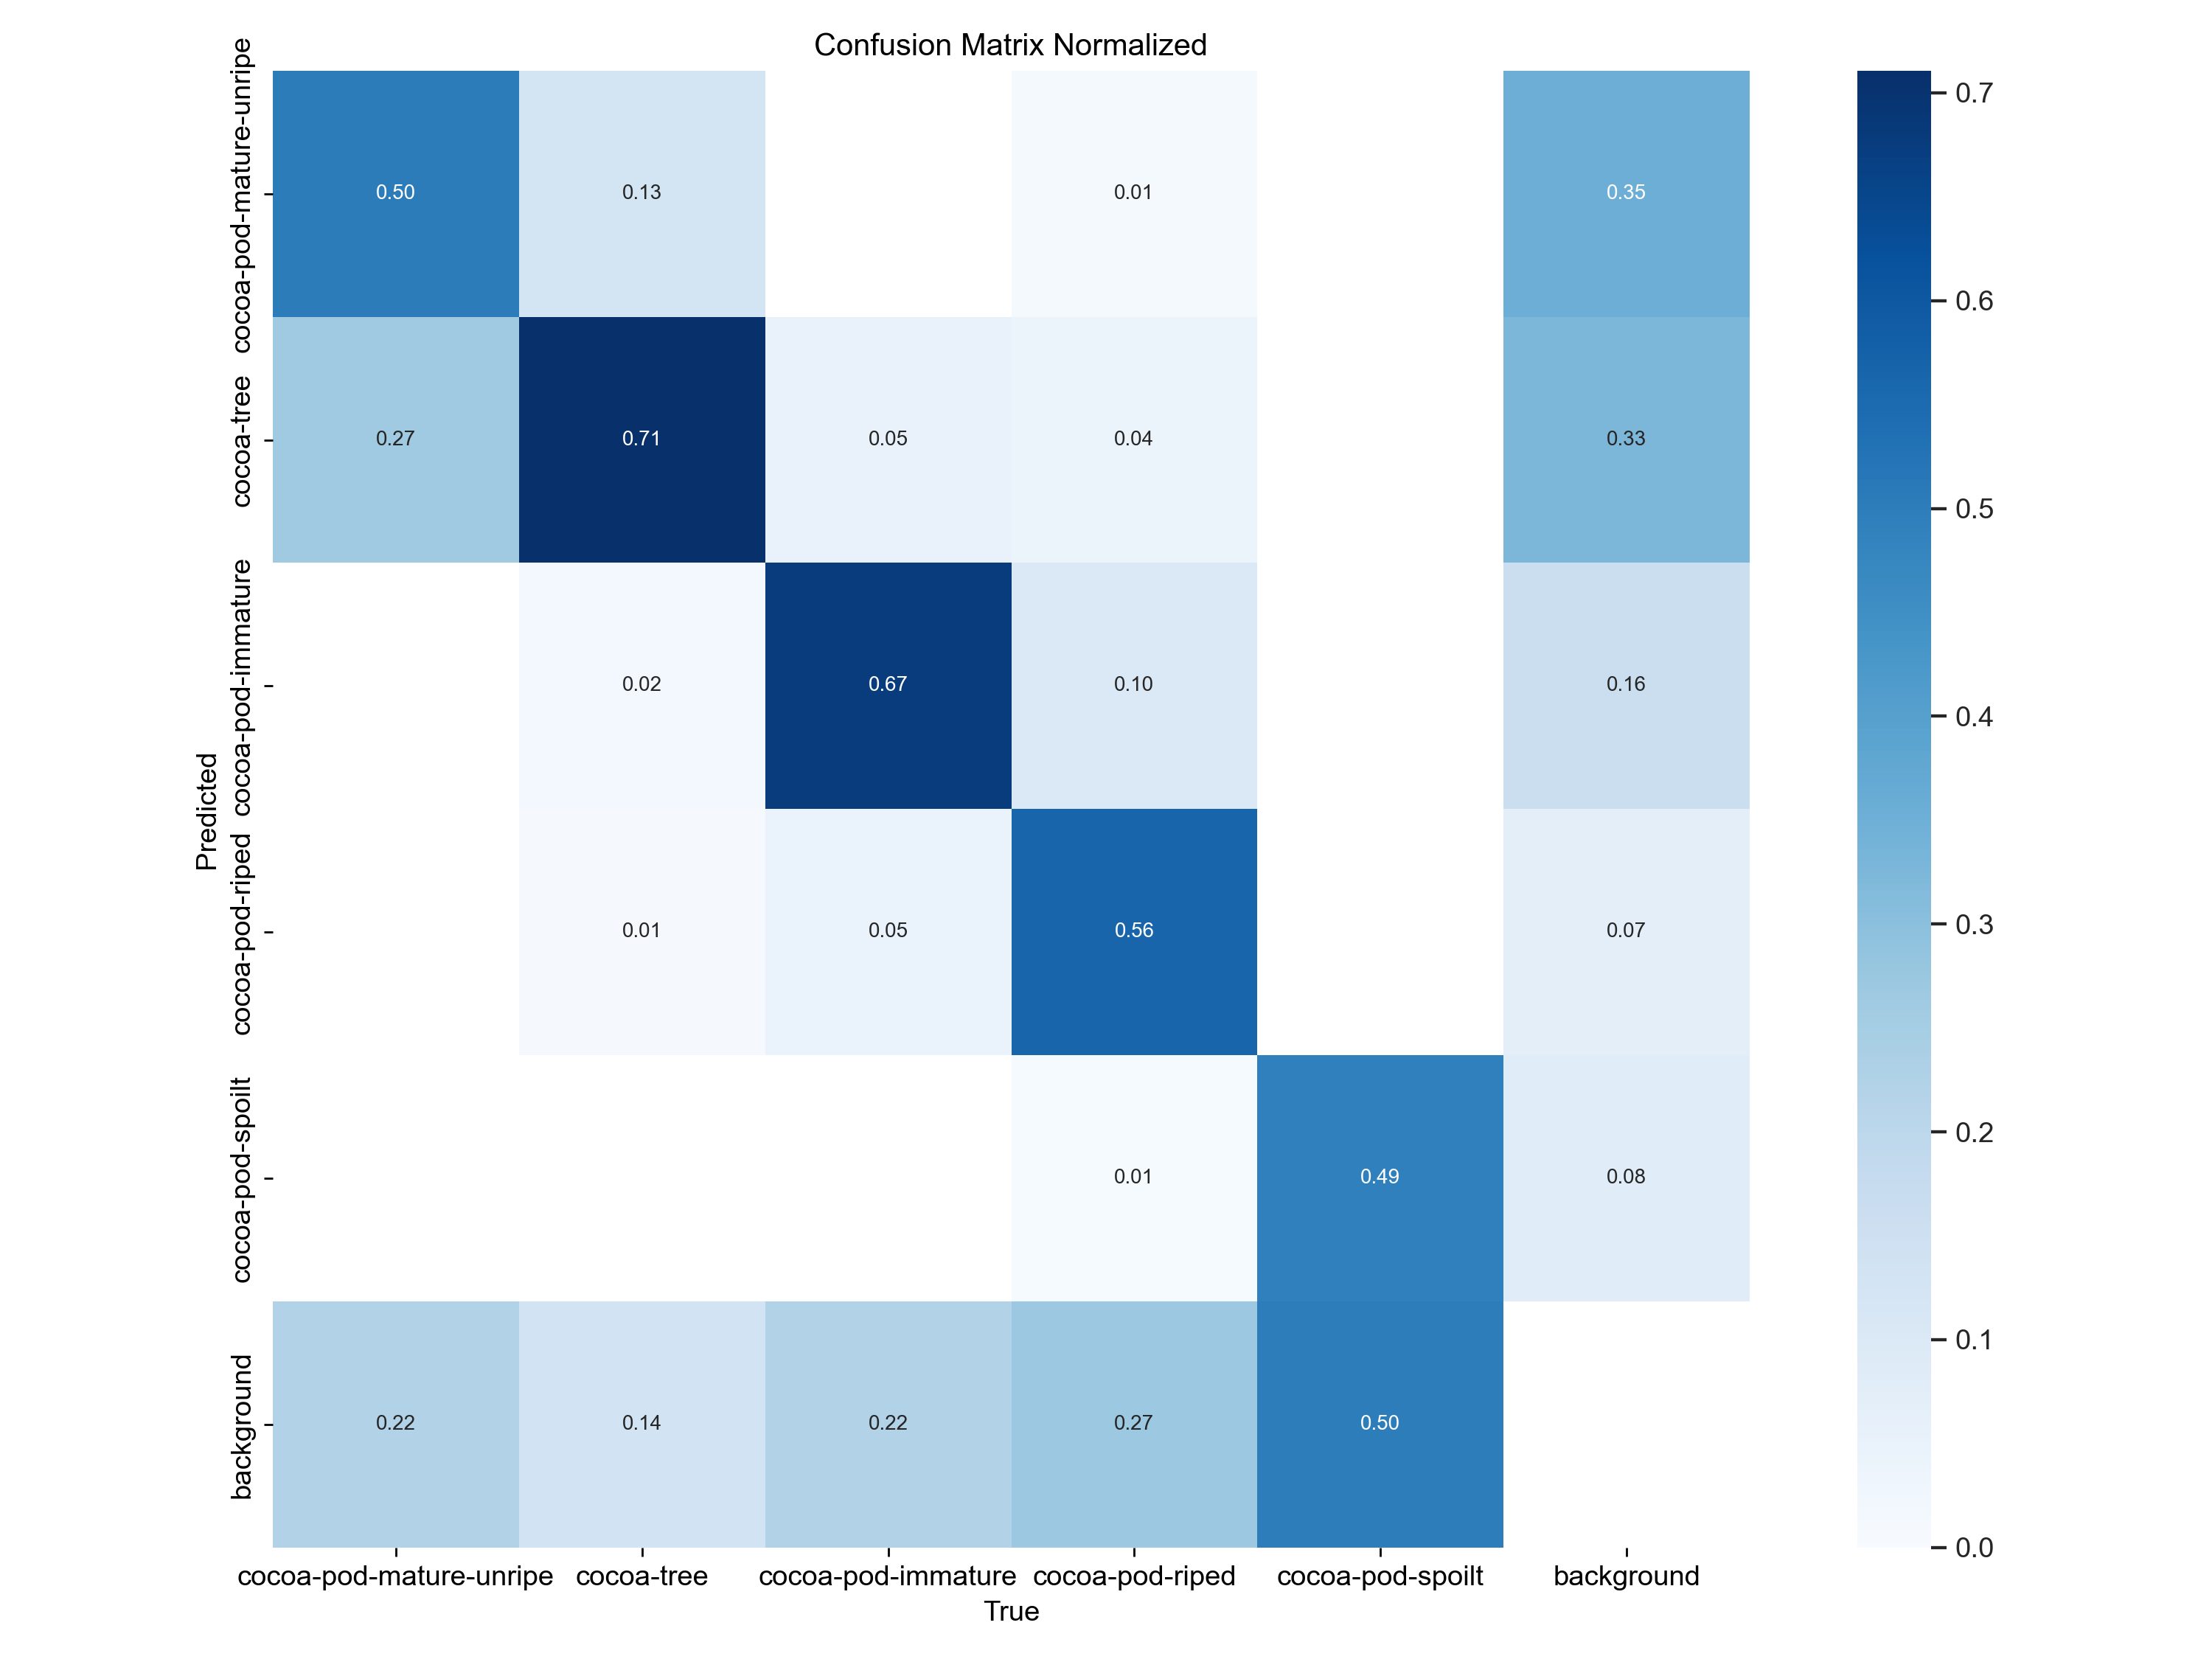 Confusion Matrix Normalized
cocoa-pod-mature-unripe
0.50 0.13 0.01 0.35
cocoa-tree
0.27 0.71 0.05 0.04 0.33
cocoa-pod-immature
0.02 0.67 0.10 0.16
cocoa-pod-riped
0.01 0.05 0.56 0.07
cocoa-pod-spoilt
0.01 0.49 0.08
background
0.22 0.14 0.22 0.27 0.50
Predicted
cocoa-pod-mature-unripe cocoa-tree cocoa-pod-immature cocoa-pod-riped cocoa-pod-spoilt background
True
0.7
0.6
0.5
0.4
0.3
0.2
0.1
0.0